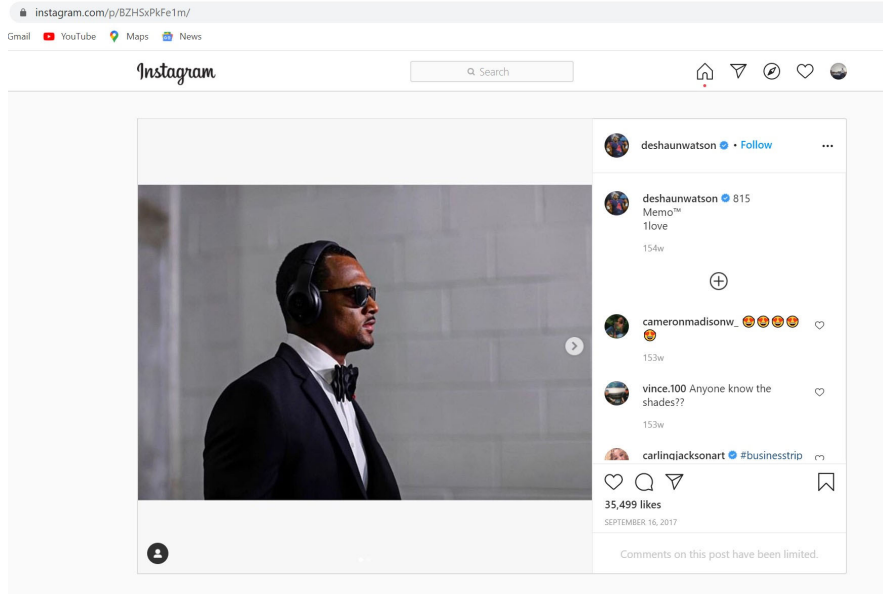 instagram.com/p/BZHSxPkFe1m/
Gmail YouTube Maps News
Instagram
Search
deshaunwatson • Follow
deshaunwatson 815
Memo™
1love
154w
cameronmadisonw_
153w
vince.100 Anyone know the
shades??
153w
carlingjacksonart #businesstrip
35,499 likes
SEPTEMBER 16, 2017
Comments on this post have been limited.